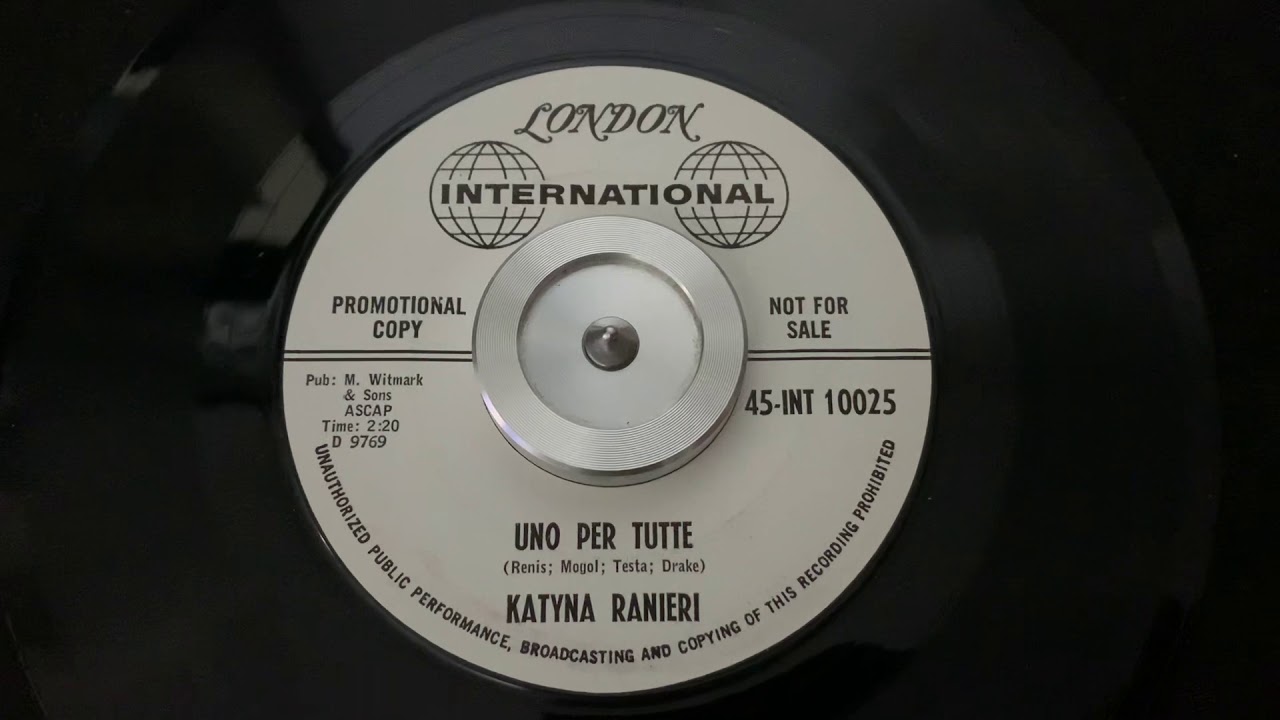 LONDON
INTERNATIONAL
PROMOTIONAL
COPY
NOT FOR
SALE
Pub: M. Witmark
& Sons
ASCAP
Time: 2:20
D 9769
45-INT 10025
UNO PER TUTTE
(Renis; Mogol; Testa; Drake)
KATYNA RANIERI
UNAUTHORIZED PUBLIC PERFORMANCE, BROADCASTING AND COPYING OF THIS RECORDING PROHIBITED